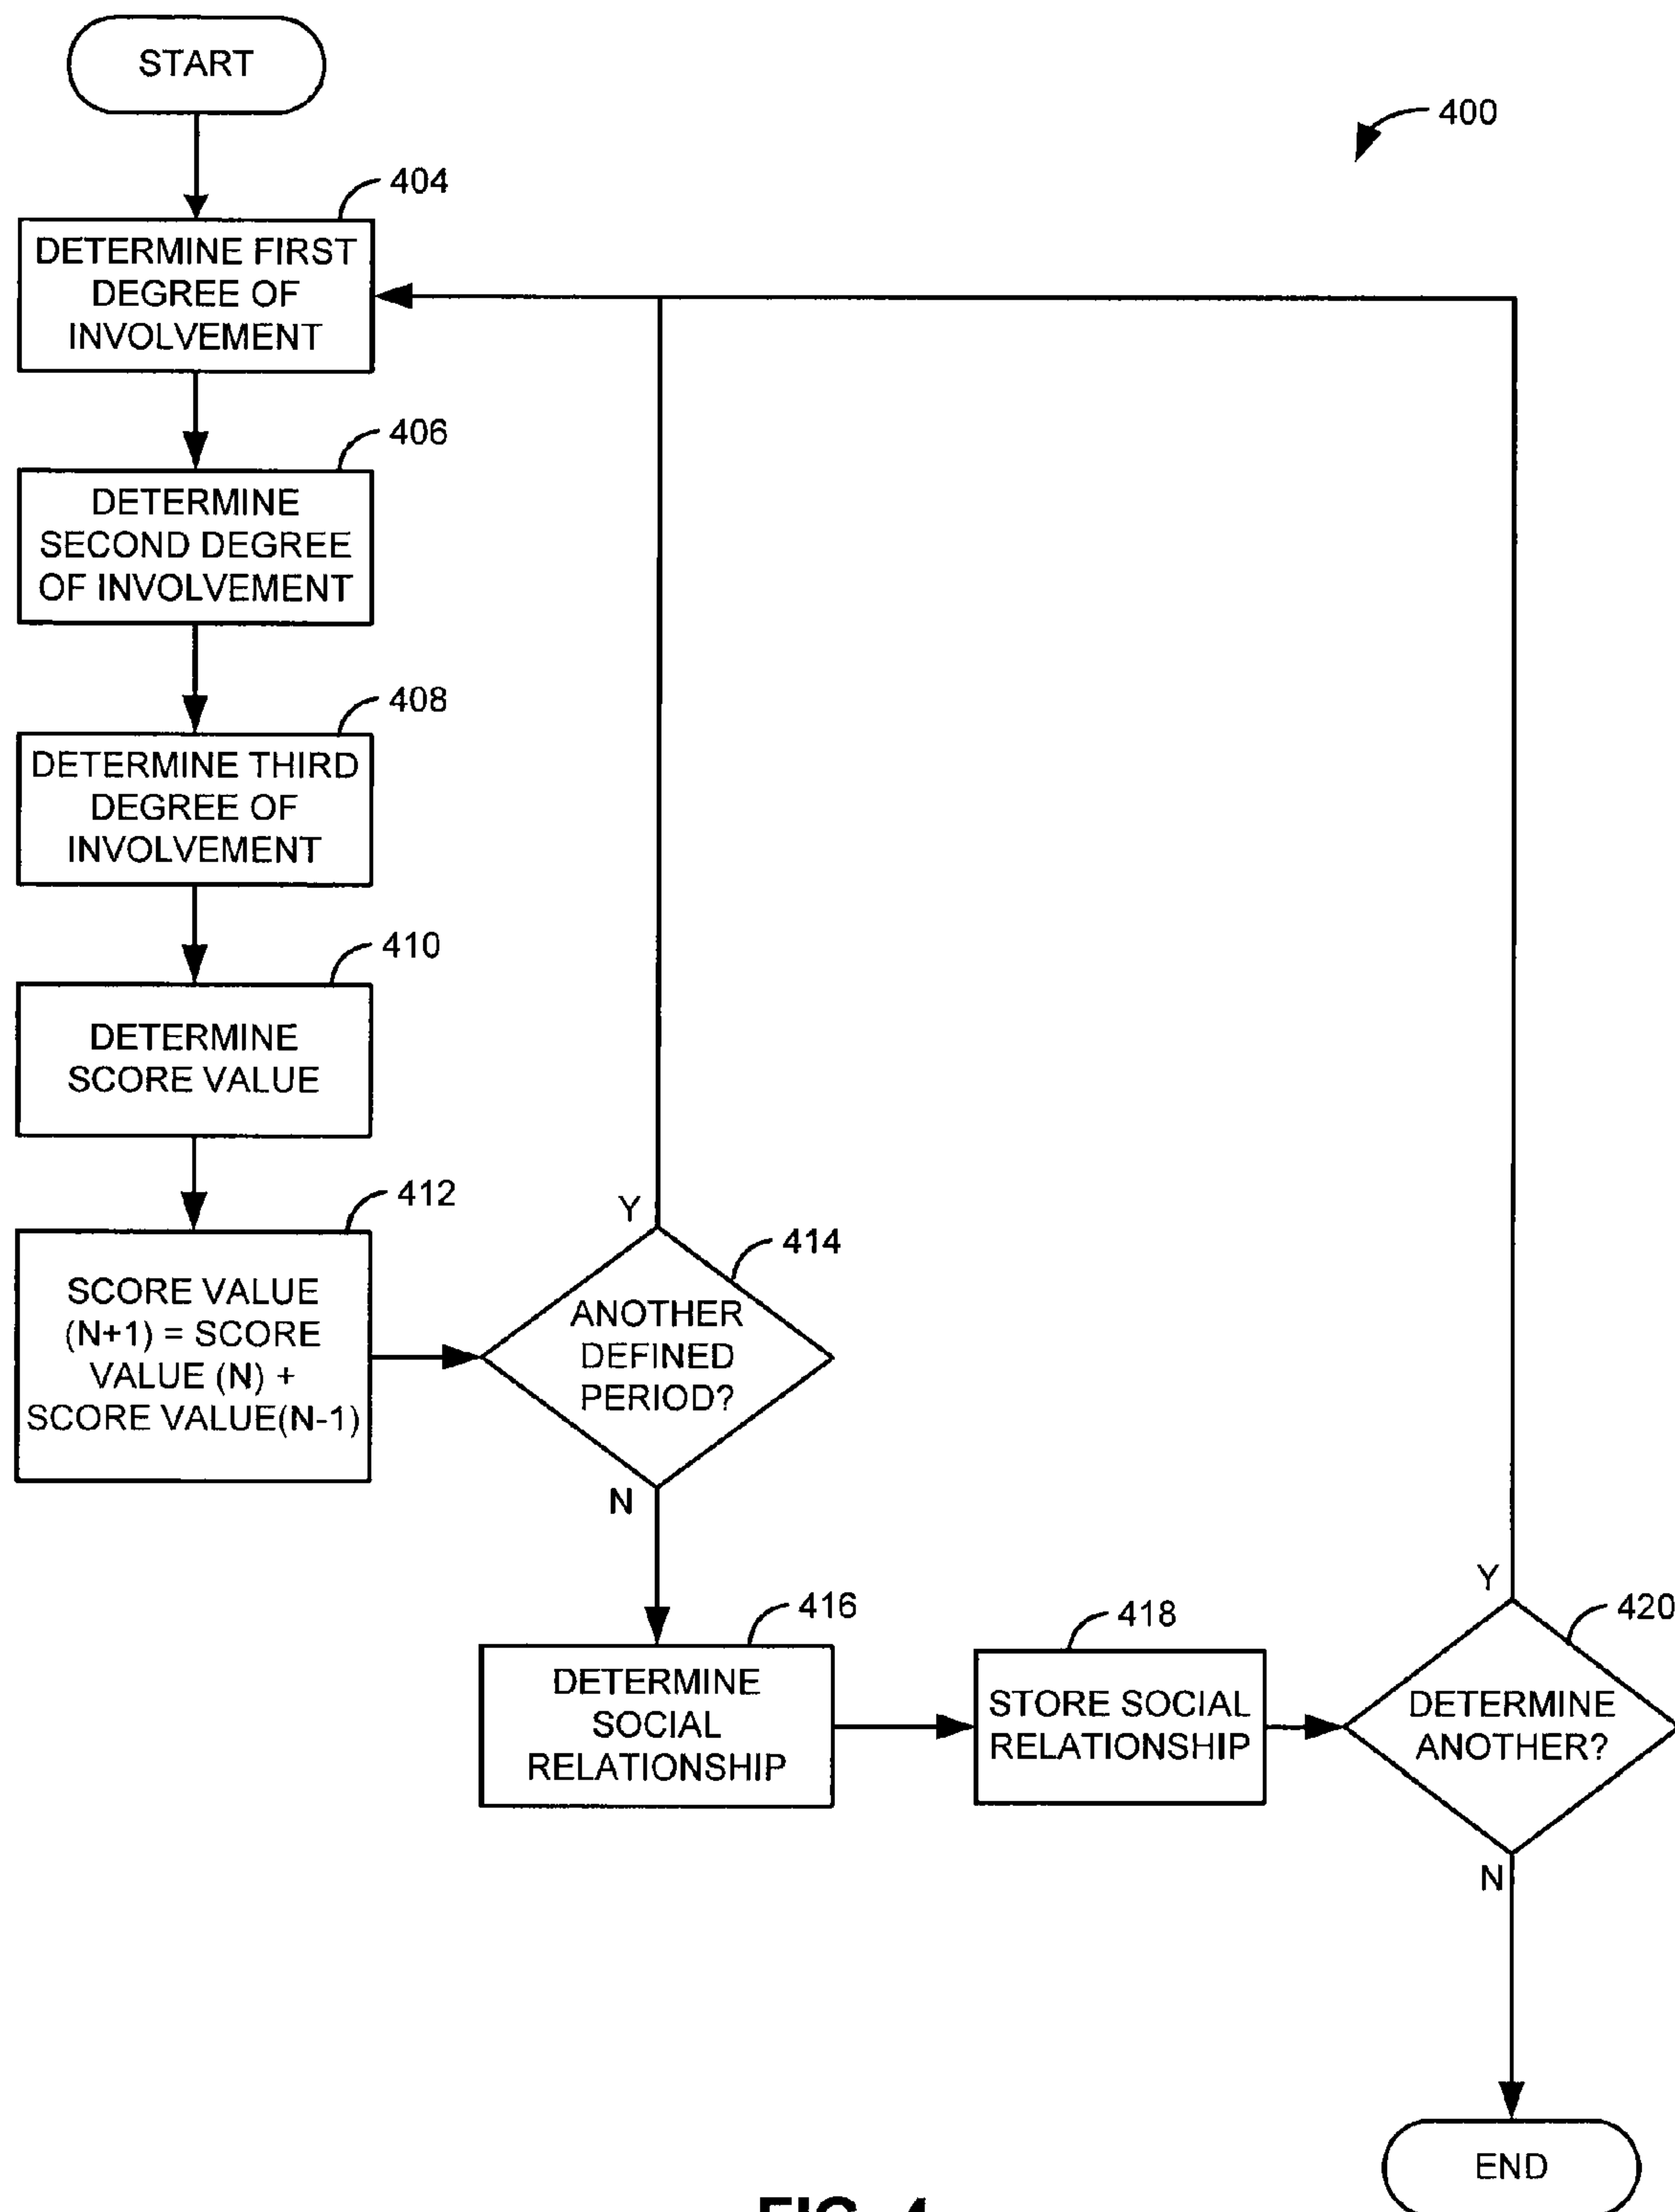 START
400
404
DETERMINE FIRST
DEGREE OF
INVOLVEMENT
406
DETERMINE
SECOND DEGREE
OF INVOLVEMENT
408
DETERMINE THIRD
DEGREE OF
INVOLVEMENT
410
DETERMINE
SCORE VALUE
412
SCORE VALUE
(N+1) = SCORE
VALUE (N) +
SCORE VALUE(N-1)
Y
414
ANOTHER
DEFINED
PERIOD?
N
416
DETERMINE
SOCIAL
RELATIONSHIP
418
STORE SOCIAL
RELATIONSHIP
Y
420
DETERMINE
ANOTHER?
N
END
FIG. 4